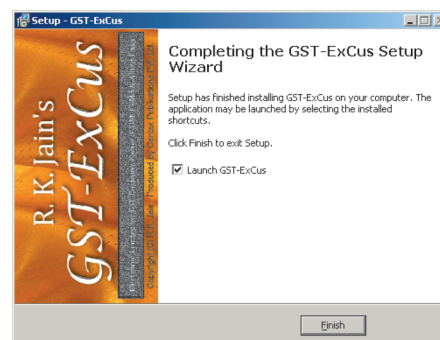 Setup - GST-ExCus
Completing the GST-ExCus Setup
Wizard
Setup has finished installing GST-ExCus on your computer. The
application may be launched by selecting the installed
shortcuts.
Click Finish to exit Setup.
Launch GST-ExCus
R. K. Jain's
GST-ExCus
Finish